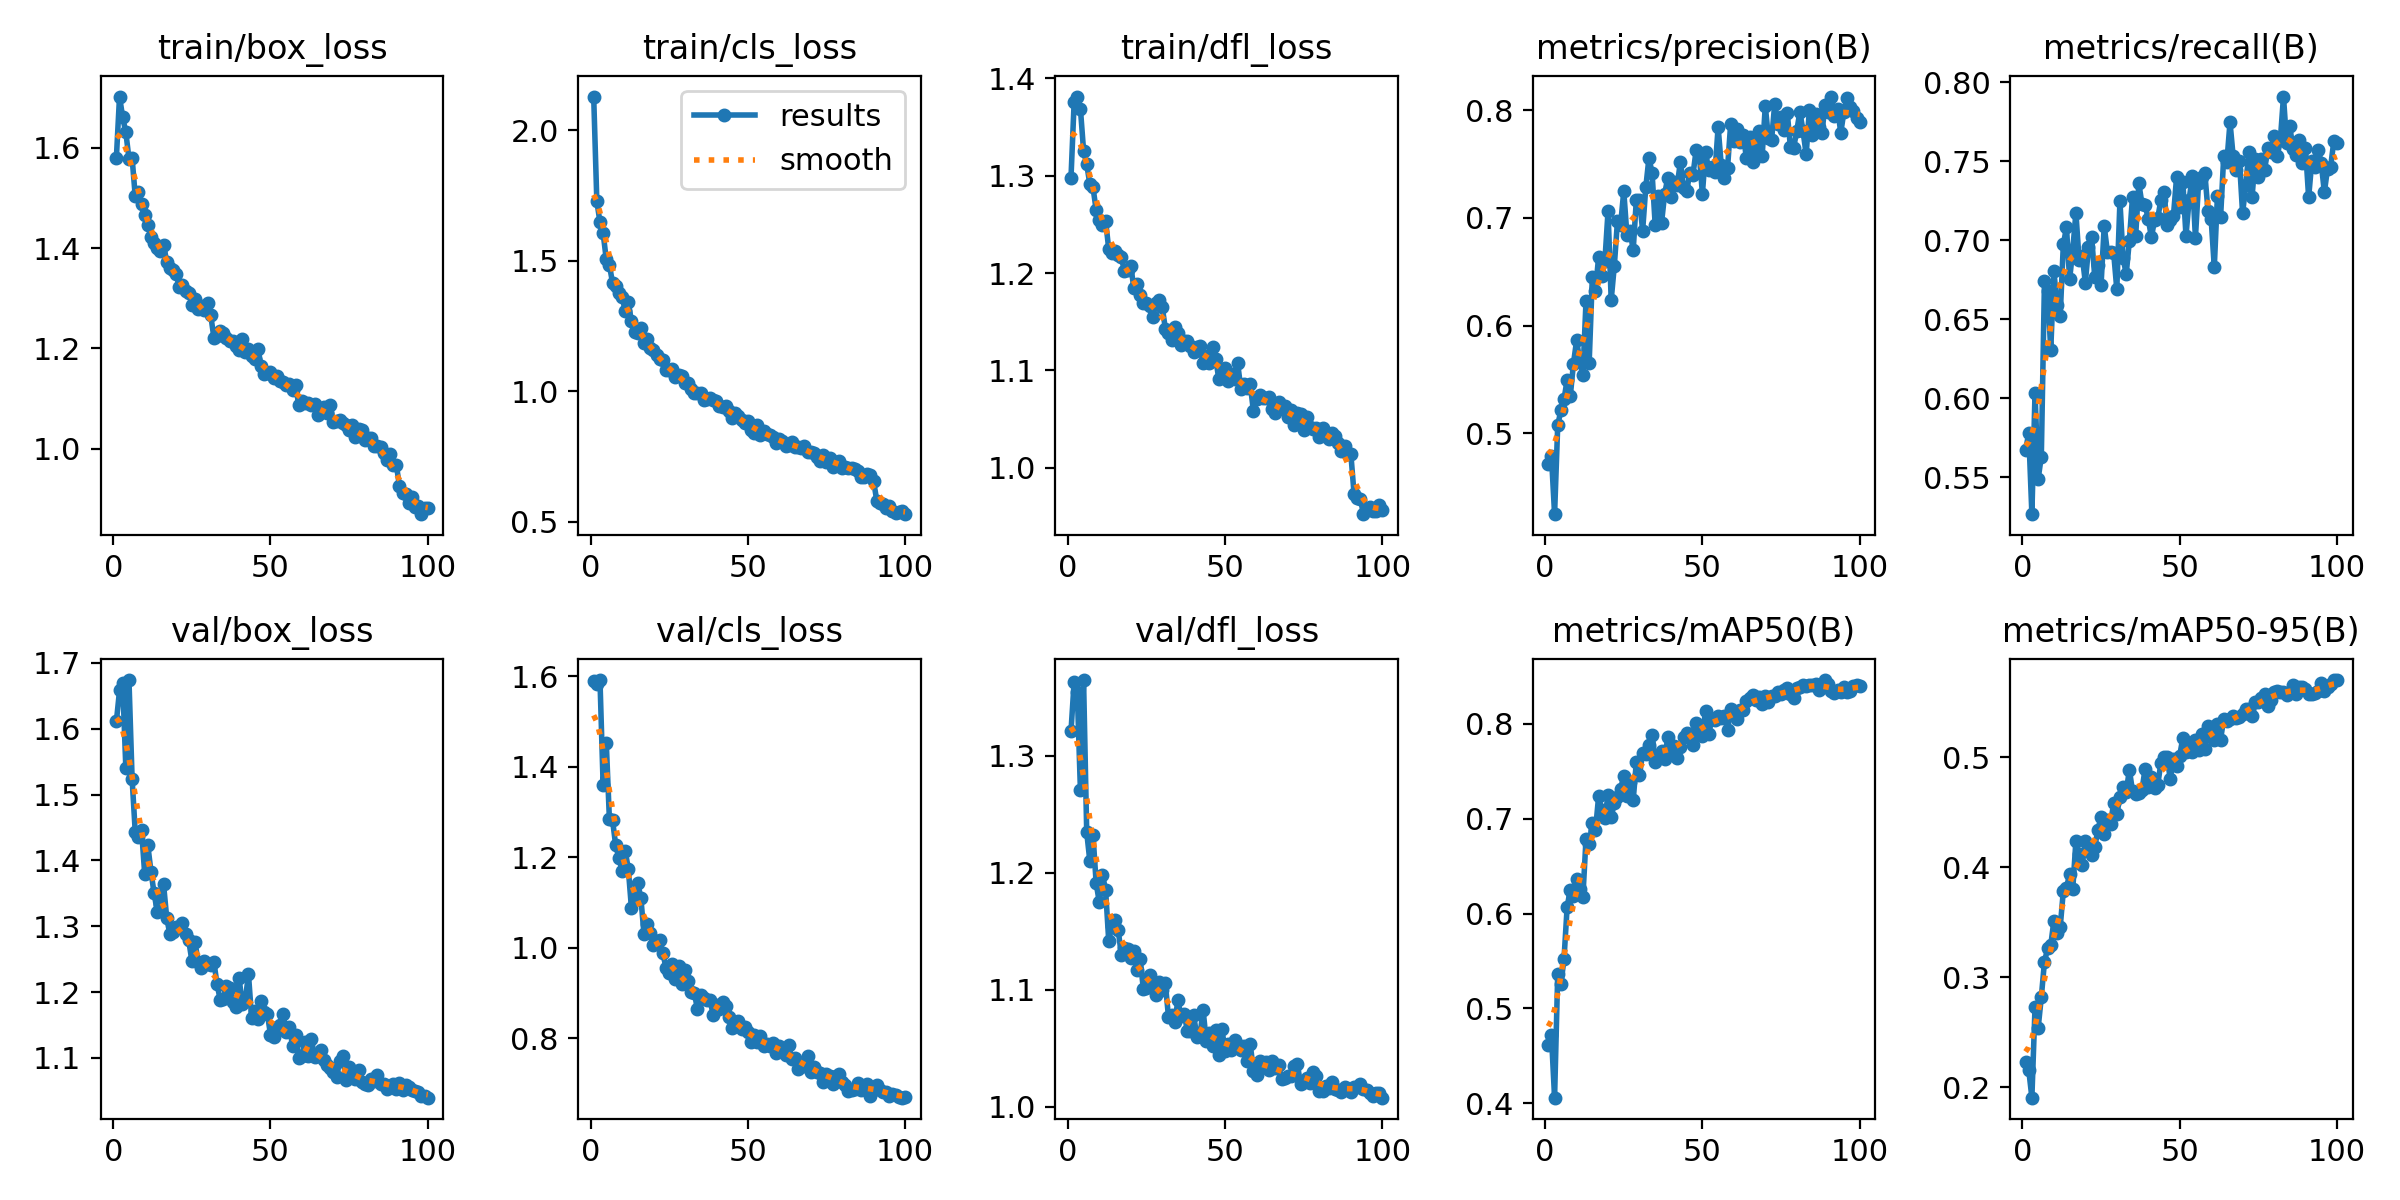 train/box_loss
1.6
1.4
1.2
1.0
0 50 100
train/cls_loss
results
smooth
2.0
1.5
1.0
0.5
0 50 100
train/dfl_loss
1.4
1.3
1.2
1.1
1.0
0 50 100
metrics/precision(B)
0.8
0.7
0.6
0.5
0 50 100
metrics/recall(B)
0.80
0.75
0.70
0.65
0.60
0.55
0 50 100
val/box_loss
1.7
1.6
1.5
1.4
1.3
1.2
1.1
0 50 100
val/cls_loss
1.6
1.4
1.2
1.0
0.8
0 50 100
val/dfl_loss
1.3
1.2
1.1
1.0
0 50 100
metrics/mAP50(B)
0.8
0.7
0.6
0.5
0.4
0 50 100
metrics/mAP50-95(B)
0.5
0.4
0.3
0.2
0 50 100